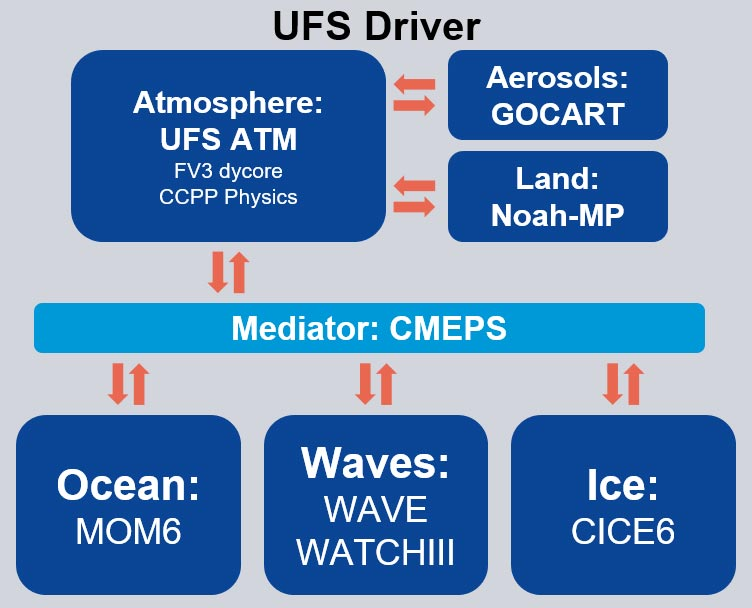 UFS Driver
Atmosphere:
UFS ATM
FV3 dycore
CCPP Physics
Aerosols:
GOCART
Land:
Noah-MP
Mediator: CMEPS
Ocean:
MOM6
Waves:
WAVE
WATCHIII
Ice:
CICE6